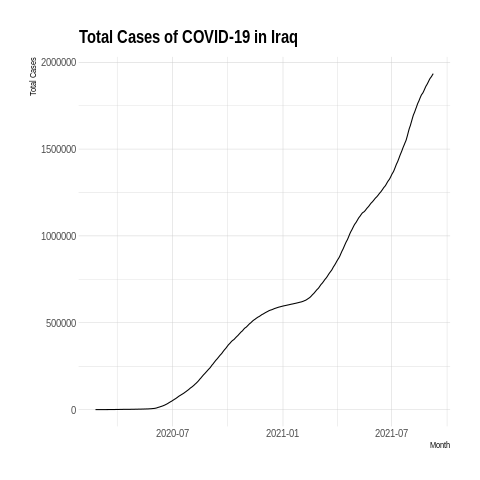 Total Cases of COVID-19 in Iraq
Total Cases
2000000
1500000
1000000
500000
0
2020-07
2021-01
2021-07
Month